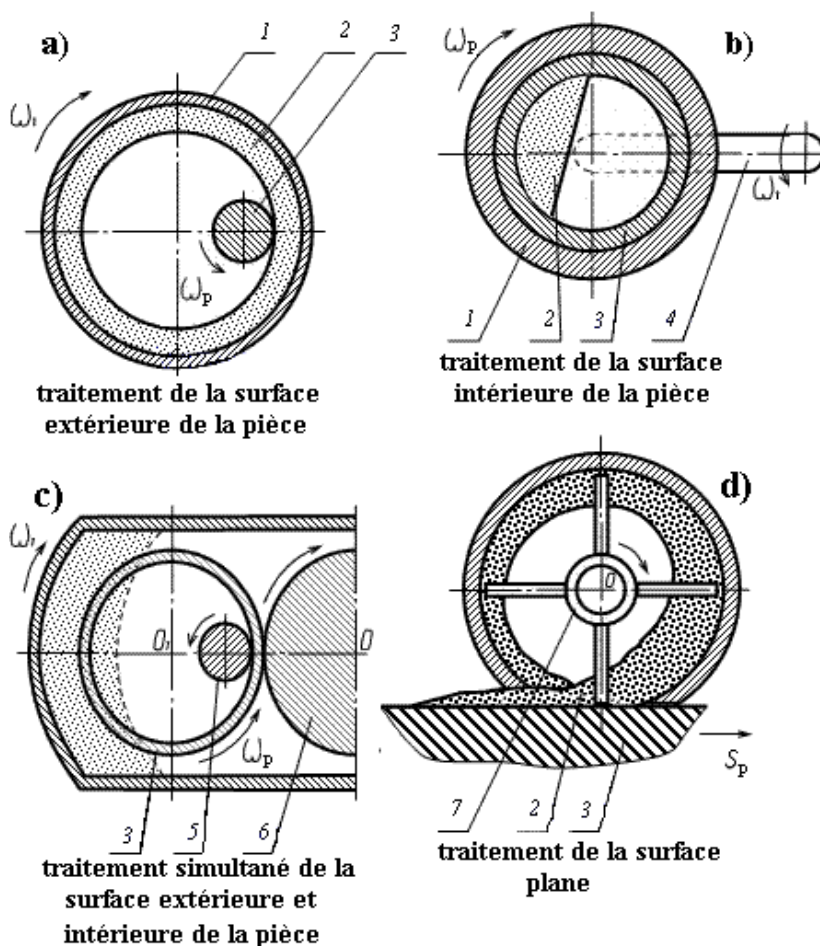 a)
1
2
3
ω₁
ωp
traitement de la surface
extérieure de la pièce
b)
ωp
ω₁
1
2
3
4
traitement de la surface
intérieure de la pièce
c)
ω₁
O₁
O
ωp
3
5
6
traitement simultané de la
surface extérieure et
intérieure de la pièce
d)
O
Sp
7
2
3
traitement de la surface
plane